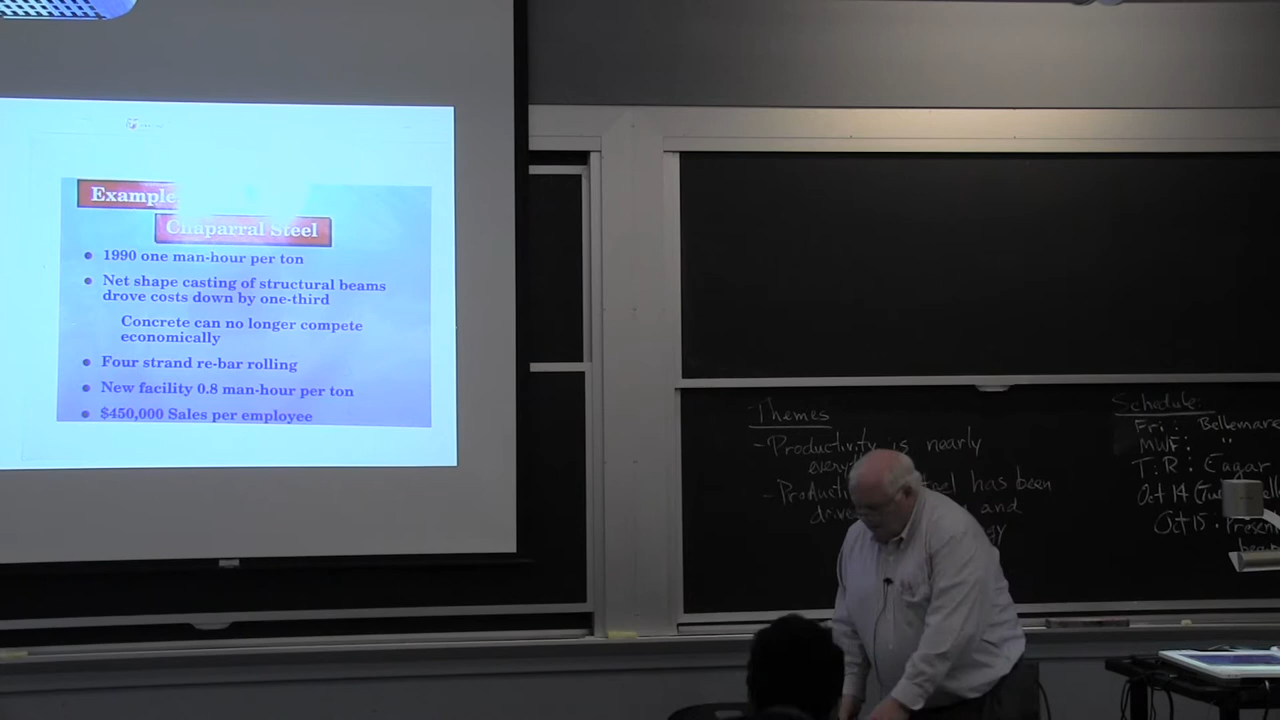 Example
Chaparral Steel
• 1990 one man-hour per ton
• Net shape casting of structural beams
drove costs down by one-third
Concrete can no longer compete
economically
• Four strand re-bar rolling
• New facility 0.8 man-hour per ton
• $450,000 Sales per employee
Themes
- Productivity is nearly
- has been
and
Schedule:
Fri: Bellemare
MWF: "
T:R: Eagar
Oct 14
Oct 15 ·